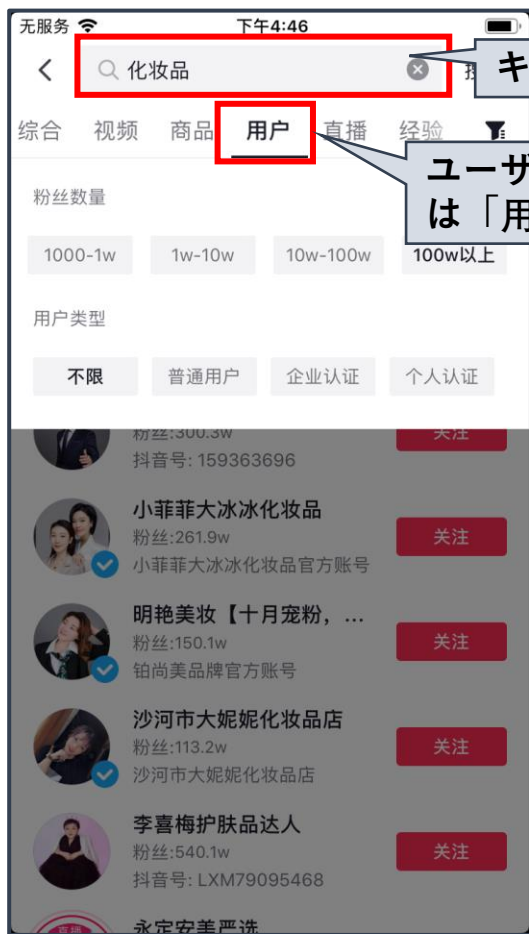 无服务 下午4:46
化妆品
キ
综合 视频 商品 用户 直播 经验
ユーザ
は「用
粉丝数量
1000-1w 1w-10w 10w-100w 100w以上
用户类型
不限 普通用户 企业认证 个人认证
粉丝:300.3w
关注
抖音号: 159363696
小菲菲大冰冰化妆品
粉丝:261.9w
关注
小菲菲大冰冰化妆品官方账号
明艳美妆【十月宠粉，...
粉丝:150.1w
关注
铂尚美品牌官方账号
沙河市大妮妮化妆品店
粉丝:113.2w
关注
沙河市大妮妮化妆品店
李喜梅护肤品达人
粉丝:540.1w
关注
抖音号: LXM79095468
永定安美严选
直播